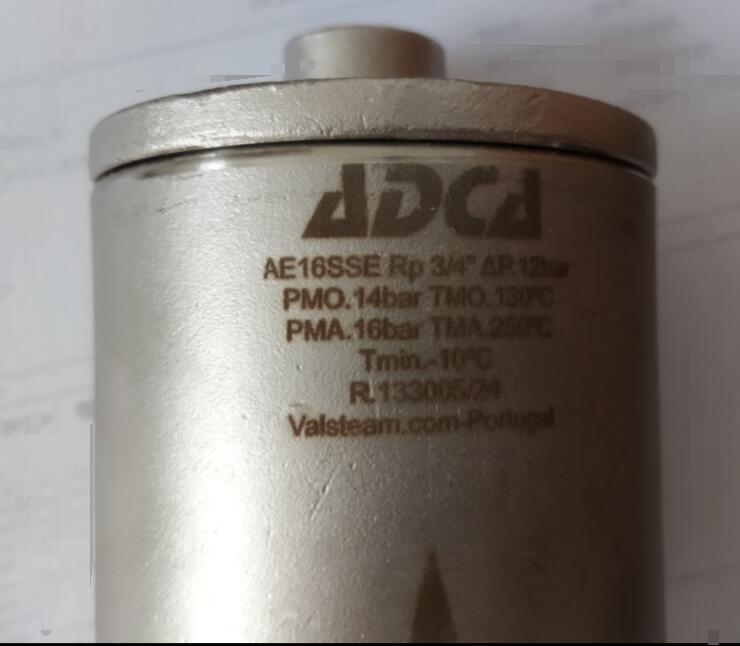 ADCA
AE16SSE Rp 3/4" ΔP.12bar
PMO.14bar TMO.130ºC
PMA.16bar TMA.250ºC
Tmin.-10ºC
R.133005/24
Valsteam.com-Portugal